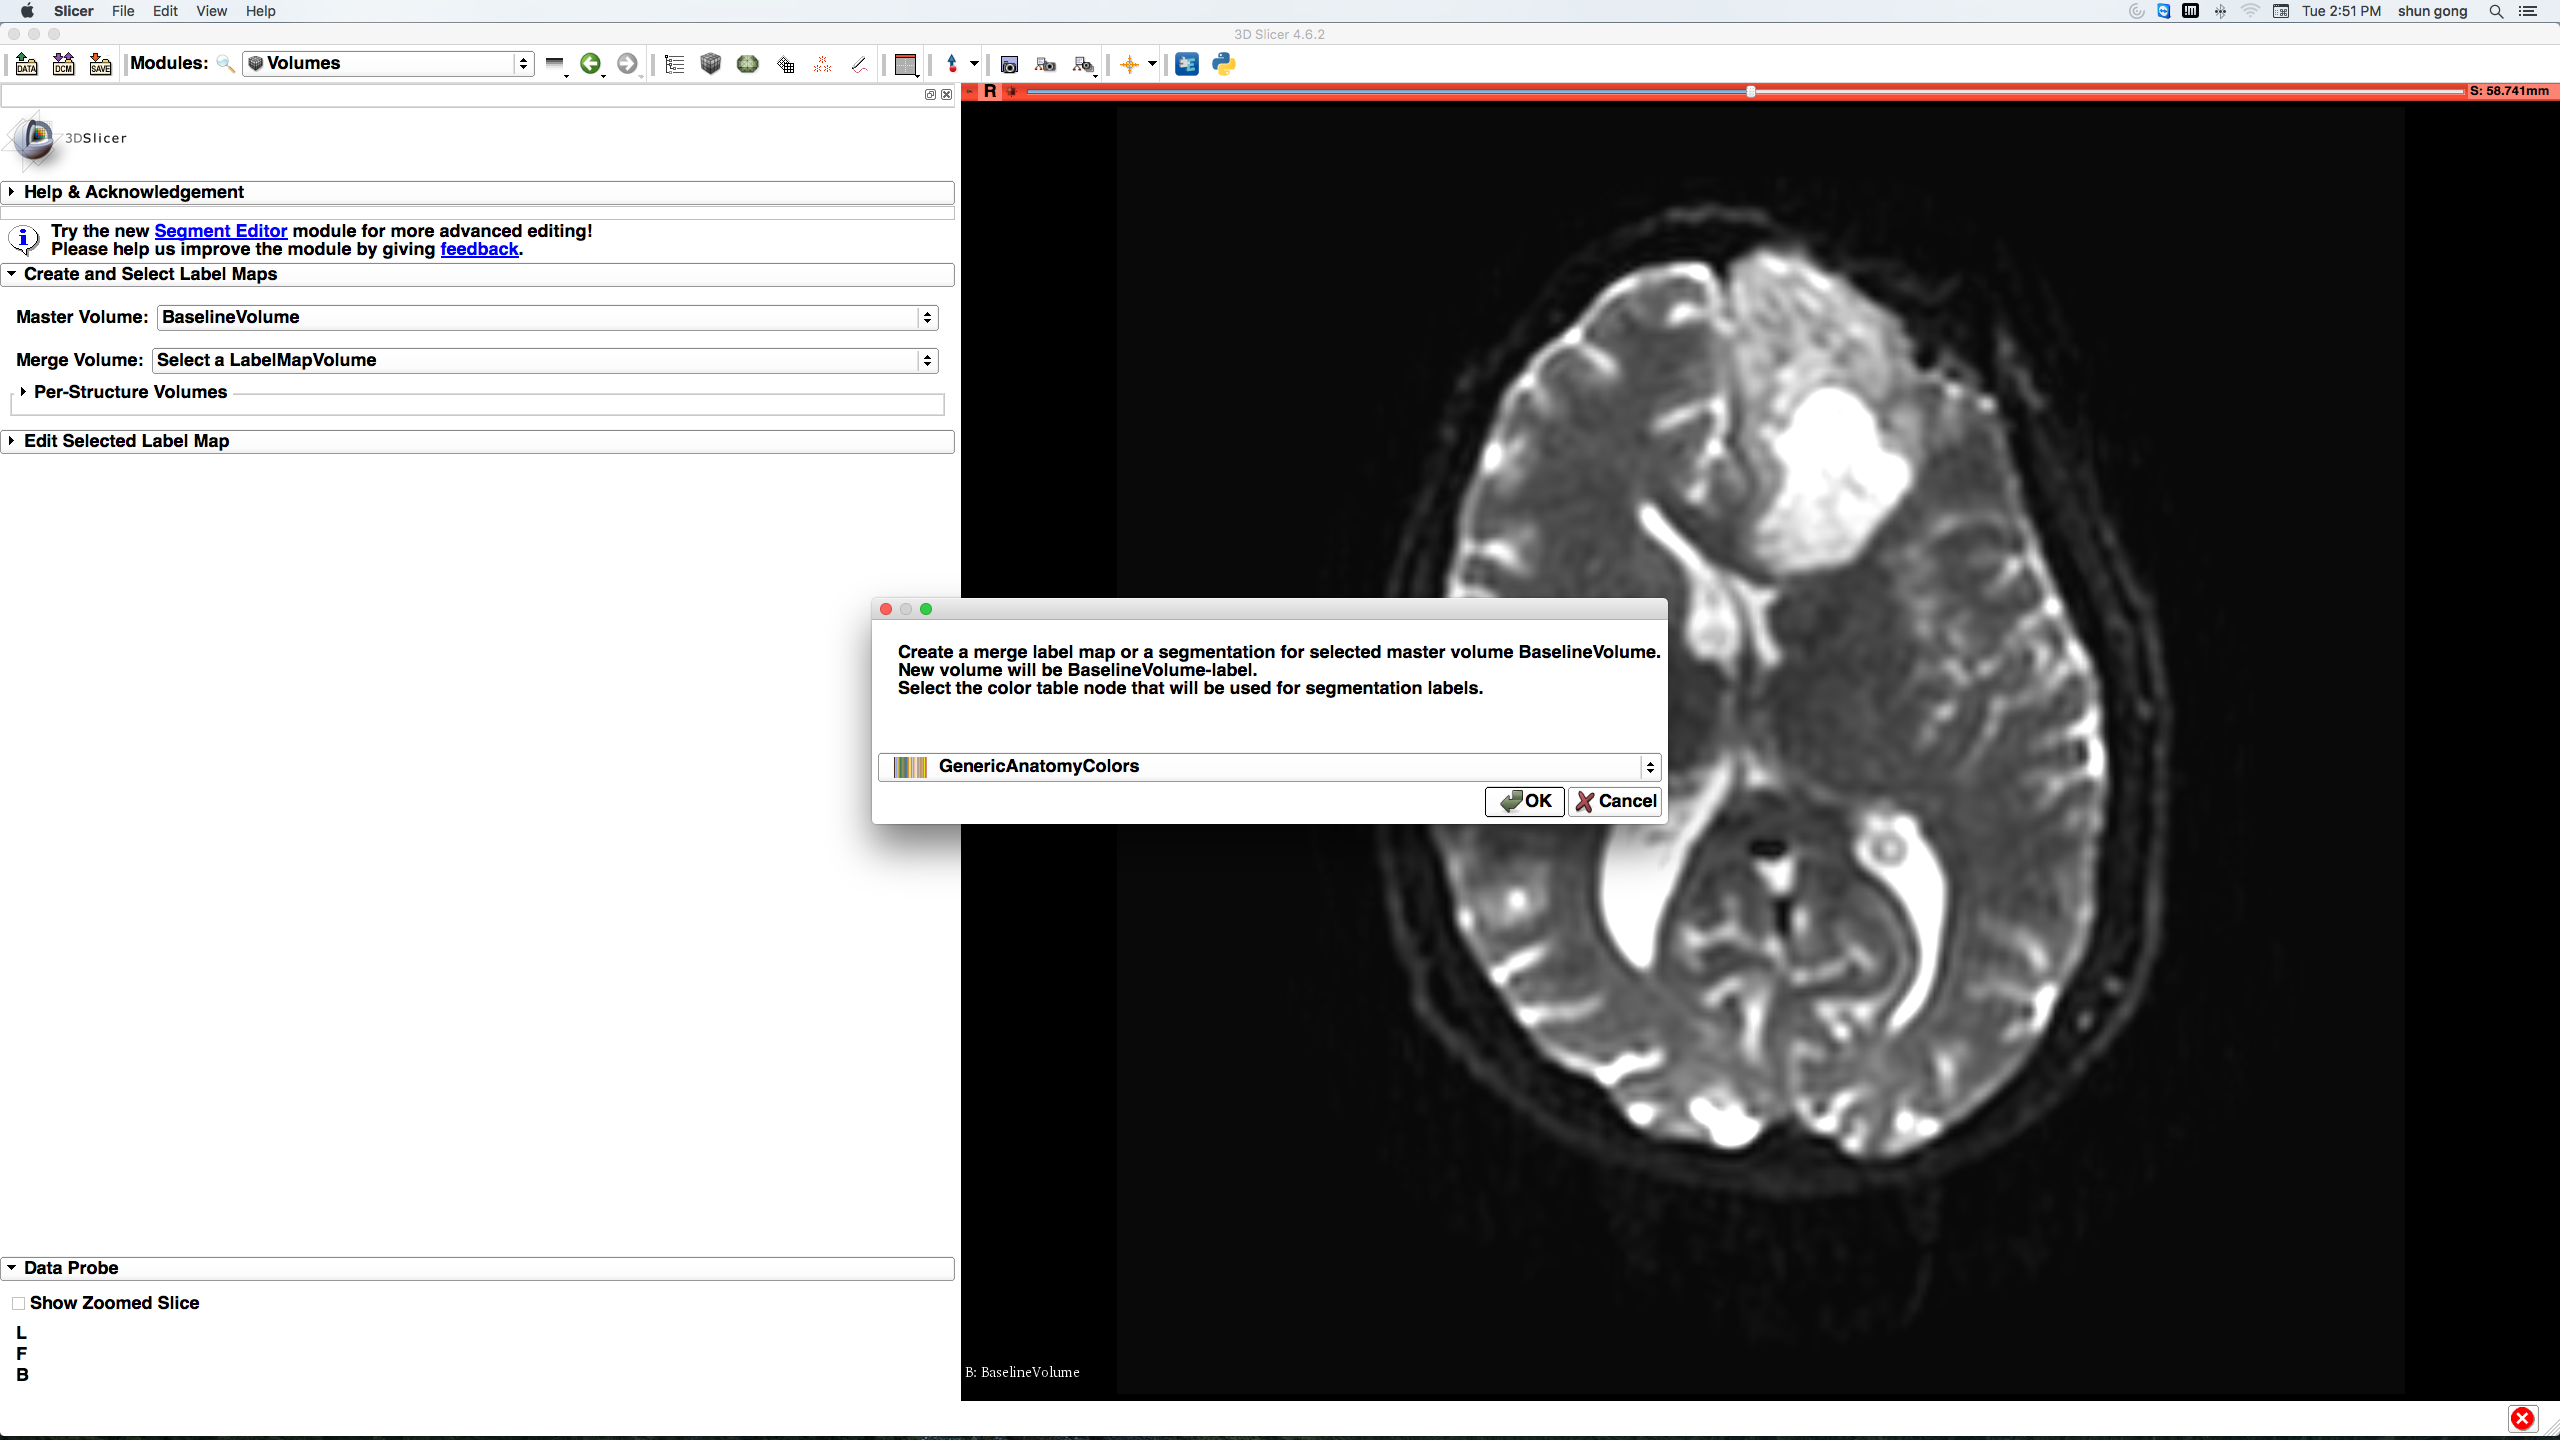 Slicer File Edit View Help Tue 2:51 PM shun gong
3D Slicer 4.6.2
DATA DCM SAVE Modules: Volumes
R S: 58.741mm
3DSlicer
Help & Acknowledgement
Try the new Segment Editor module for more advanced editing!
Please help us improve the module by giving feedback.
Create and Select Label Maps
Master Volume: BaselineVolume
Merge Volume: Select a LabelMapVolume
Per-Structure Volumes
Edit Selected Label Map
Create a merge label map or a segmentation for selected master volume BaselineVolume.
New volume will be BaselineVolume-label.
Select the color table node that will be used for segmentation labels.
GenericAnatomyColors
OK Cancel
Data Probe
Show Zoomed Slice
L
F
B
B: BaselineVolume